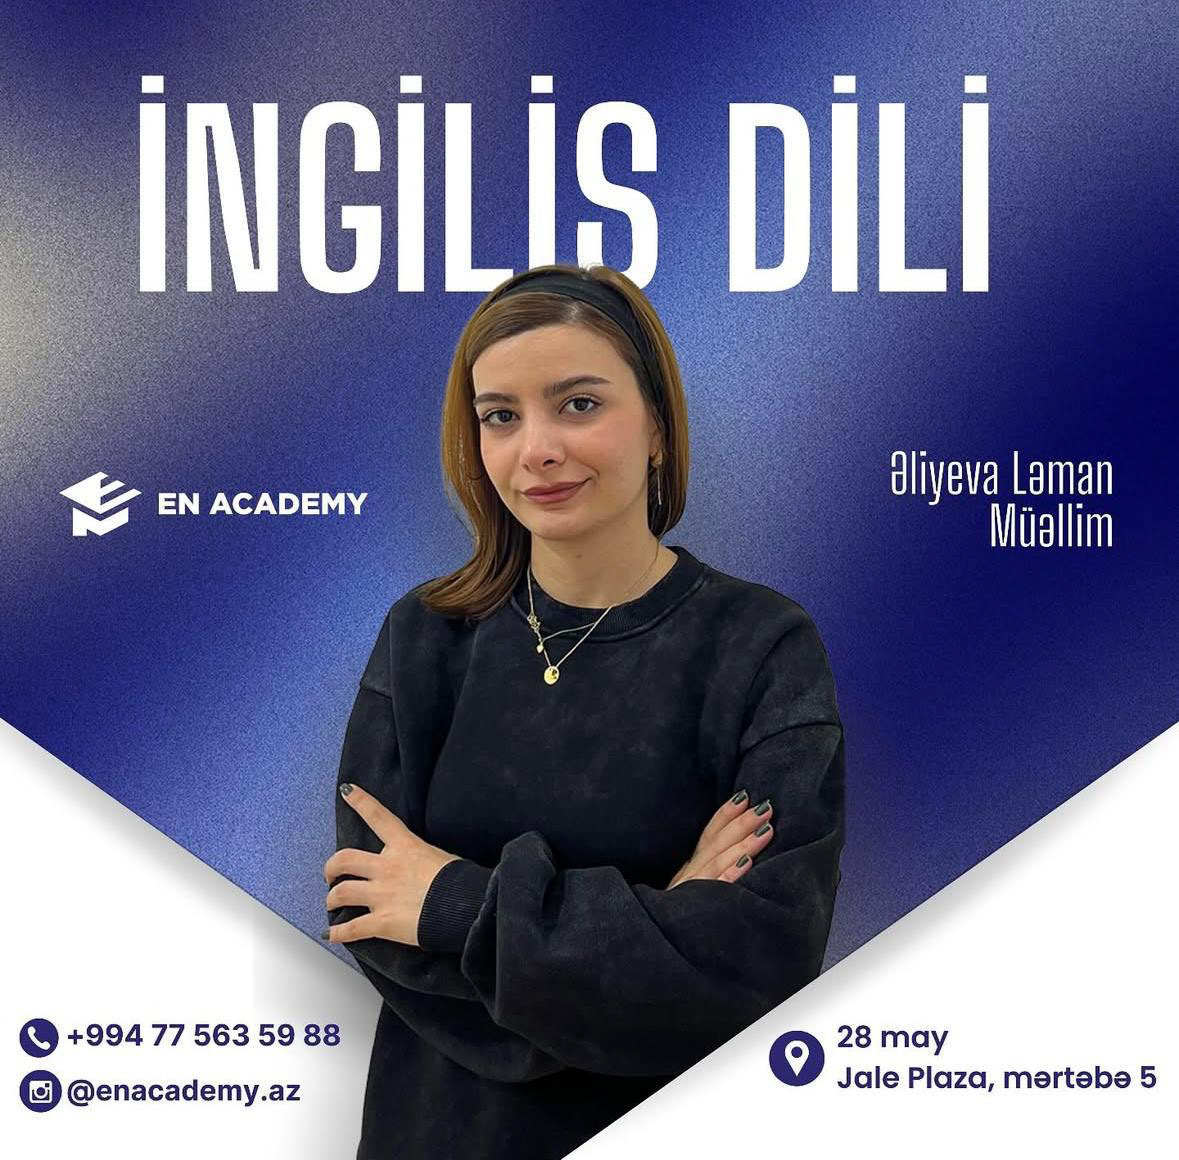 İNGİLİS DİLİ
EN ACADEMY
Əliyeva Ləman
Müəllim
+994 77 563 59 88
@enacademy.az
28 may
Jale Plaza, mərtəbə 5